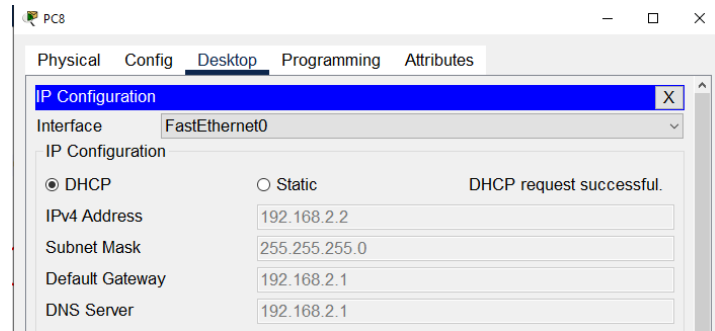 PC8
Physical Config Desktop Programming Attributes
IP Configuration X
Interface FastEthernet0
IP Configuration
DHCP Static DHCP request successful.
IPv4 Address 192.168.2.2
Subnet Mask 255.255.255.0
Default Gateway 192.168.2.1
DNS Server 192.168.2.1